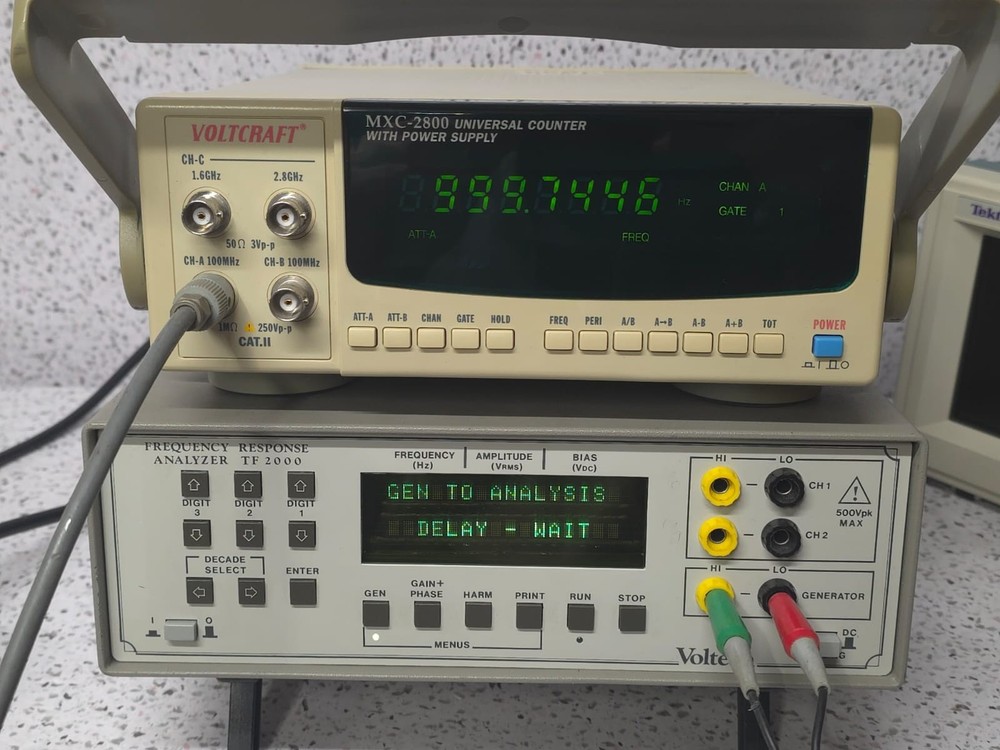 VOLTCRAFT®
CH-C
1.6GHz 2.8GHz
50Ω 3Vp-p
CH-A 100MHz CH-B 100MHz
1MΩ 250Vp-p
CAT.II
MXC-2800 UNIVERSAL COUNTER
WITH POWER SUPPLY
999.7446 Hz
CHAN A
GATE 1
ATT-A FREQ
ATT-A ATT-B CHAN GATE HOLD FREQ PERI A/B A→B A-B A+B TOT
POWER
I O
Tek
FREQUENCY RESPONSE
ANALYZER TF 2000
DIGIT 3 DIGIT 2 DIGIT 1
DECADE
SELECT
ENTER
I O
FREQUENCY (Hz) AMPLITUDE (VRMS) BIAS (VDC)
GEN TO ANALYSIS
DELAY - WAIT
GEN GAIN+ PHASE HARM PRINT RUN STOP
MENUS
HI LO
CH 1
CH 2
500Vpk
MAX
HI LO
GENERATOR
DC
G
Volte